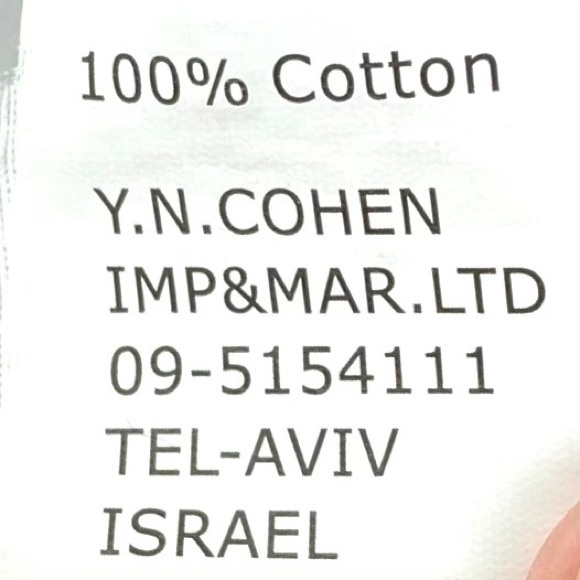 100% Cotton
Y.N.COHEN
IMP&MAR.LTD
09-5154111
TEL-AVIV
ISRAEL